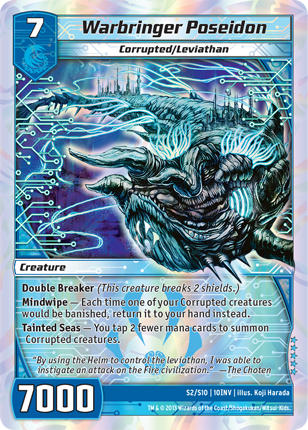 7
Warbringer Poseidon
Corrupted/Leviathan
Creature
Double Breaker (This creature breaks 2 shields.)
Mindwipe — Each time one of your Corrupted creatures
would be banished, return it to your hand instead.
Tainted Seas — You tap 2 fewer mana cards to summon
Corrupted creatures.
"By using the Helm to control the leviathan, I was able to
instigate an attack on the Fire civilization." —The Choten
7000
S2/S10 | 10INV | illus. Koji Harada
TM & © 2013 Wizards of the Coast/Shogakukan/Mitsui-Kids.